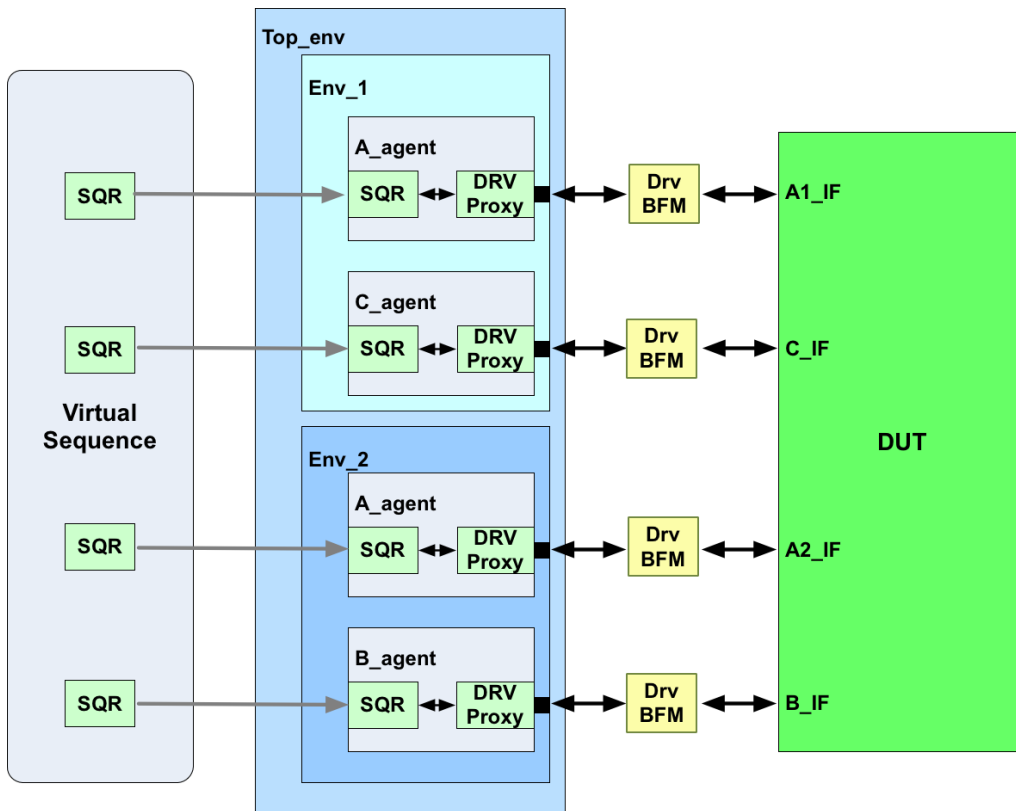 Top_env
Env_1
A_agent
SQR
SQR
DRV
Proxy
Drv
BFM
A1_IF
C_agent
SQR
SQR
DRV
Proxy
Drv
BFM
C_IF
Virtual
Sequence
DUT
Env_2
A_agent
SQR
SQR
DRV
Proxy
Drv
BFM
A2_IF
B_agent
SQR
SQR
DRV
Proxy
Drv
BFM
B_IF